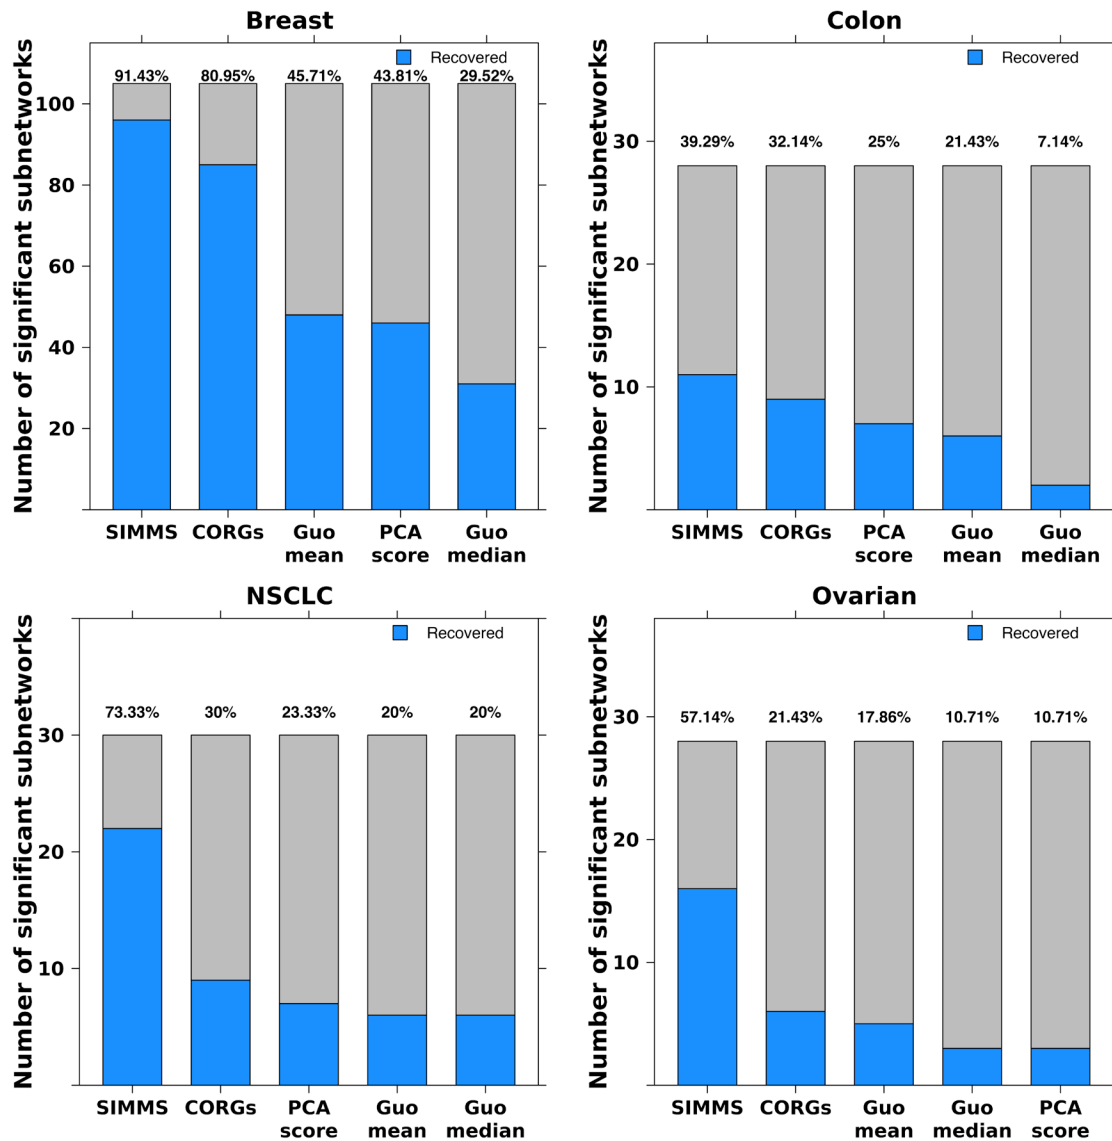 Breast
Number of significant subnetworks
Recovered
91.43% 80.95% 45.71% 43.81% 29.52%
100
80
60
40
20
SIMMS CORGs Guo mean PCA score Guo median
Colon
Number of significant subnetworks
Recovered
39.29% 32.14% 25% 21.43% 7.14%
30
20
10
SIMMS CORGs PCA score Guo mean Guo median
NSCLC
Number of significant subnetworks
Recovered
73.33% 30% 23.33% 20% 20%
30
20
10
SIMMS CORGs PCA score Guo mean Guo median
Ovarian
Number of significant subnetworks
Recovered
57.14% 21.43% 17.86% 10.71% 10.71%
30
20
10
SIMMS CORGs Guo mean Guo median PCA score